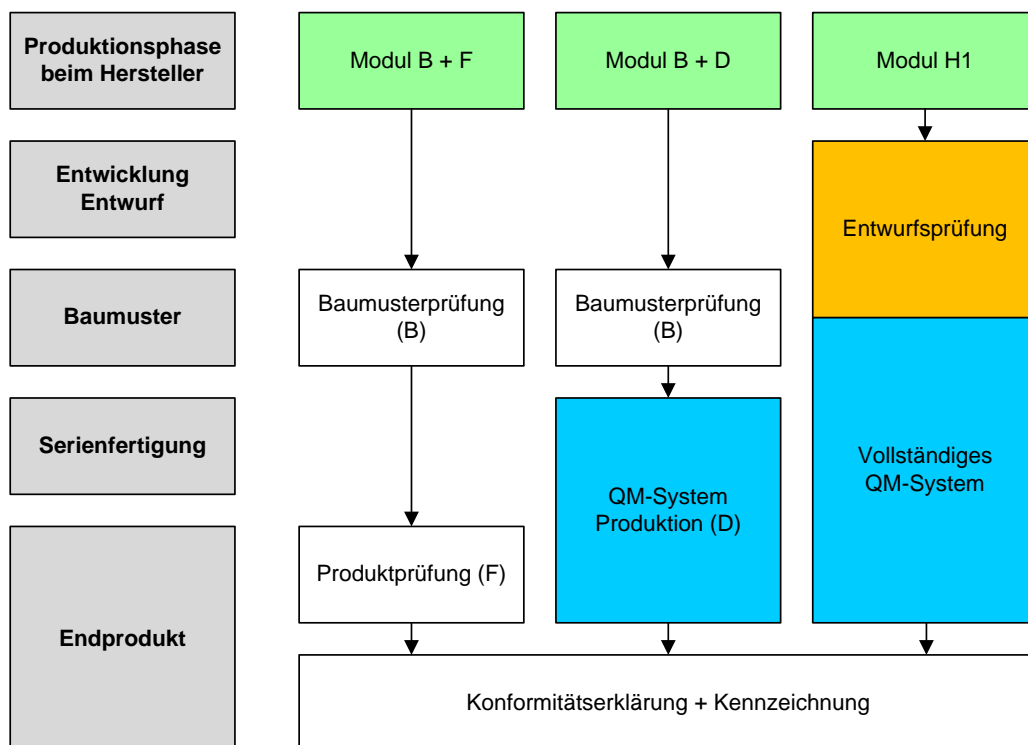 Produktionsphase
beim Hersteller
Modul B + F
Modul B + D
Modul H1
Entwicklung
Entwurf
Entwurfsprüfung
Baumuster
Baumusterprüfung
(B)
Baumusterprüfung
(B)
Serienfertigung
Vollständiges
QM-System
QM-System
Produktion (D)
Produktprüfung (F)
Endprodukt
Konformitätserklärung + Kennzeichnung